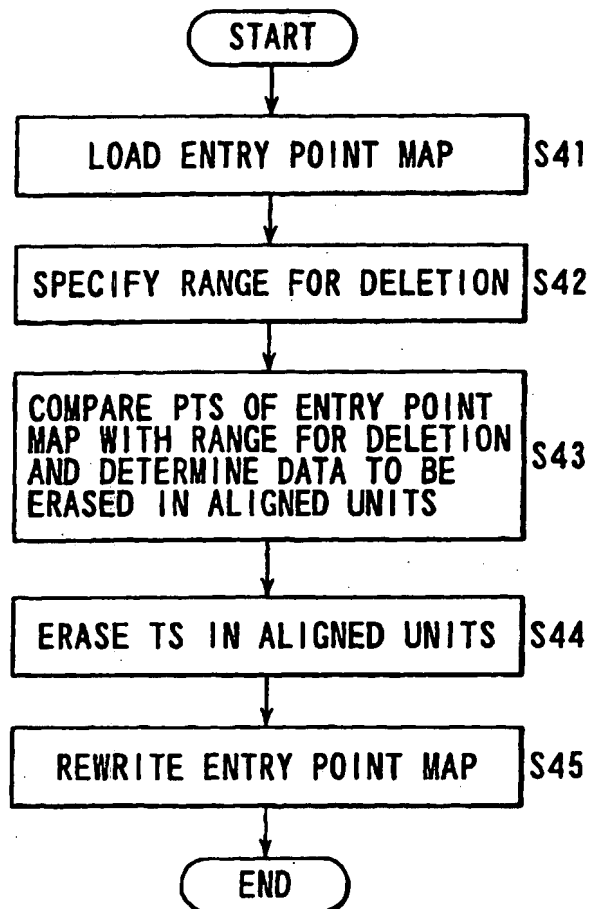 START
LOAD ENTRY POINT MAP
S41
SPECIFY RANGE FOR DELETION
S42
COMPARE PTS OF ENTRY POINT
MAP WITH RANGE FOR DELETION
AND DETERMINE DATA TO BE
ERASED IN ALIGNED UNITS
S43
ERASE TS IN ALIGNED UNITS
S44
REWRITE ENTRY POINT MAP
S45
END